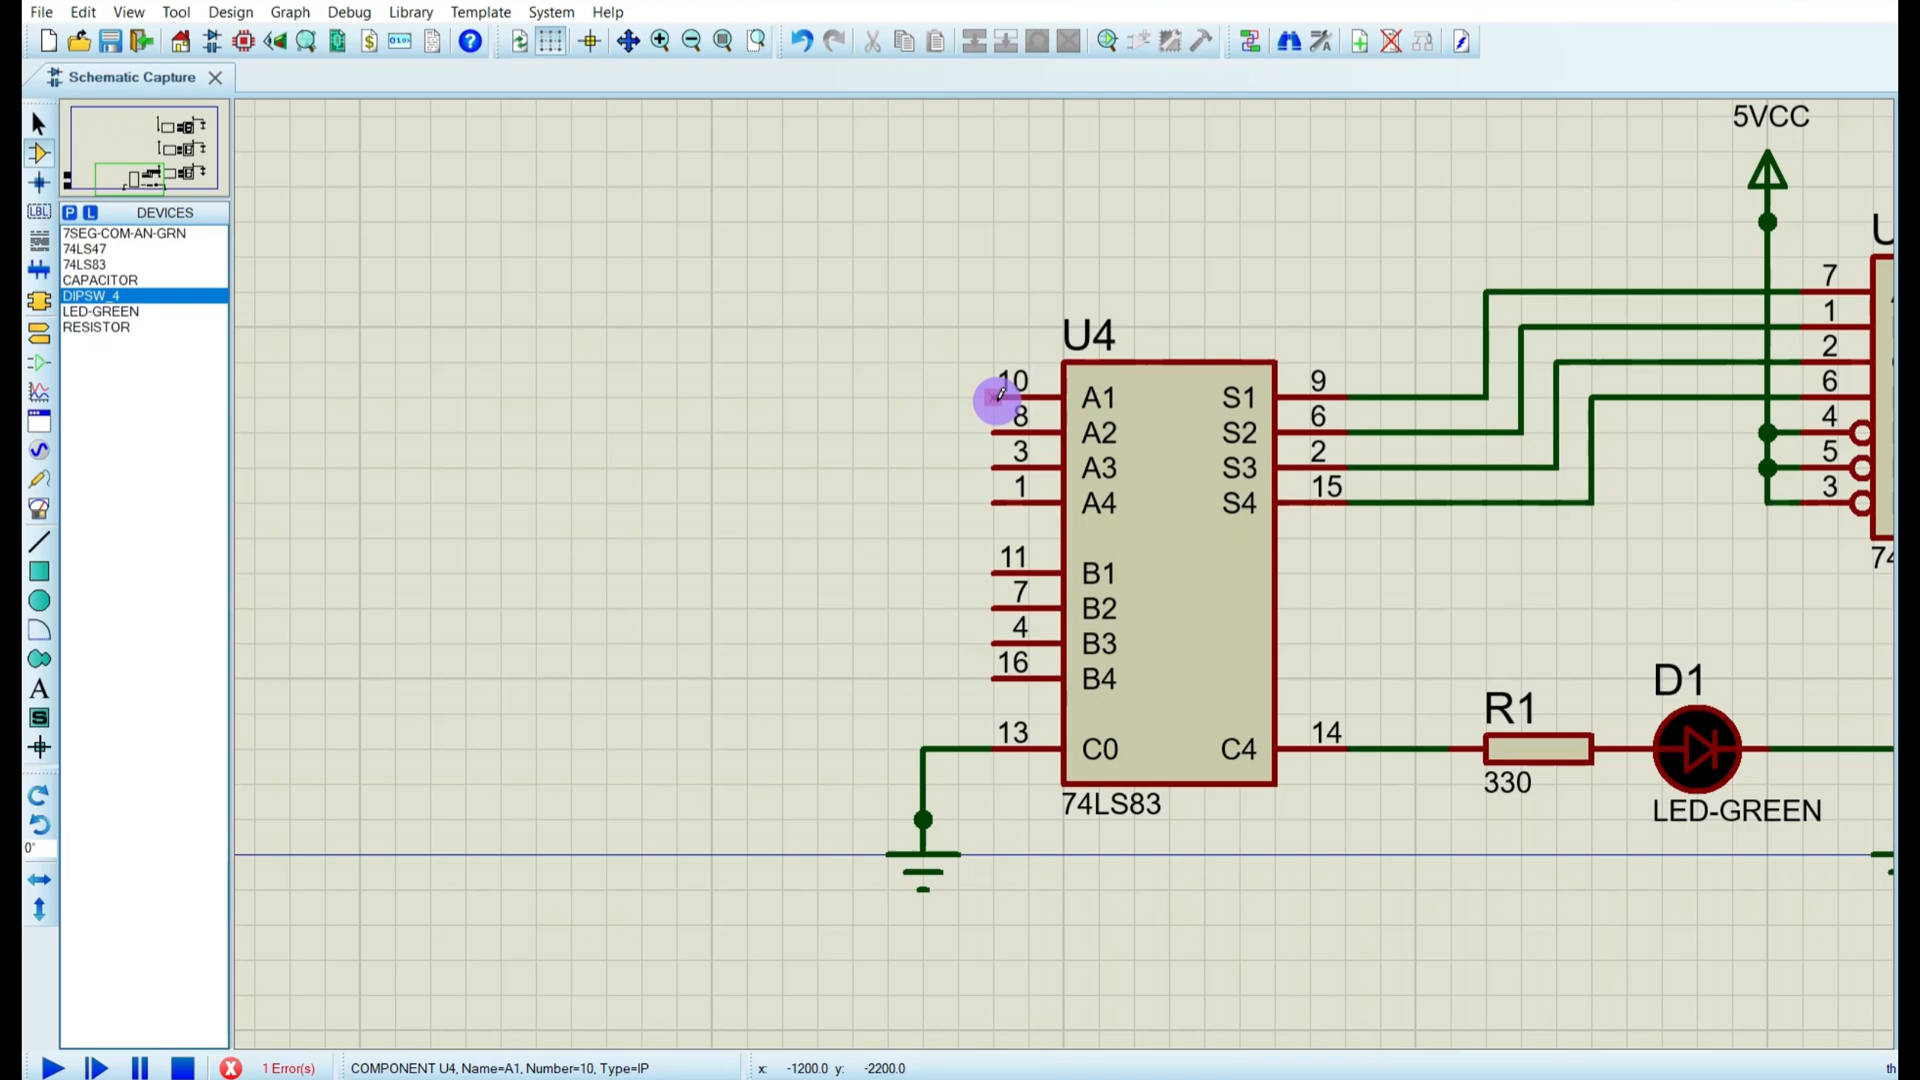 File Edit View Tool Design Graph Debug Library Template System Help
Schematic Capture
P L DEVICES
7SEG-COM-AN-GRN
74LS47
74LS83
CAPACITOR
DIPSW_4
LED-GREEN
RESISTOR
LBL
A
S
0°
5VCC
U
7
1
2
6
4
5
3
74
U4
10 A1 S1 9
8 A2 S2 6
3 A3 S3 2
1 A4 S4 15
11 B1
7 B2
4 B3
16 B4
13 C0 C4 14
74LS83
R1
330
D1
LED-GREEN
1 Error(s) COMPONENT U4, Name=A1, Number=10, Type=IP x: -1200.0 y: -2200.0 th